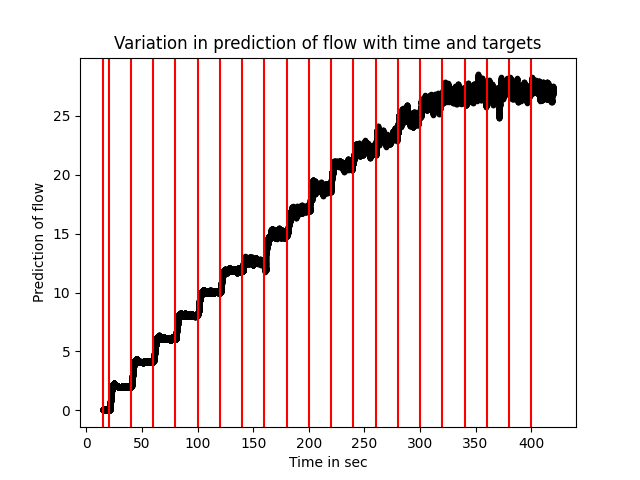 Variation in prediction of flow with time and targets
Prediction of flow
25
20
15
10
5
0
0 50 100 150 200 250 300 350 400
Time in sec